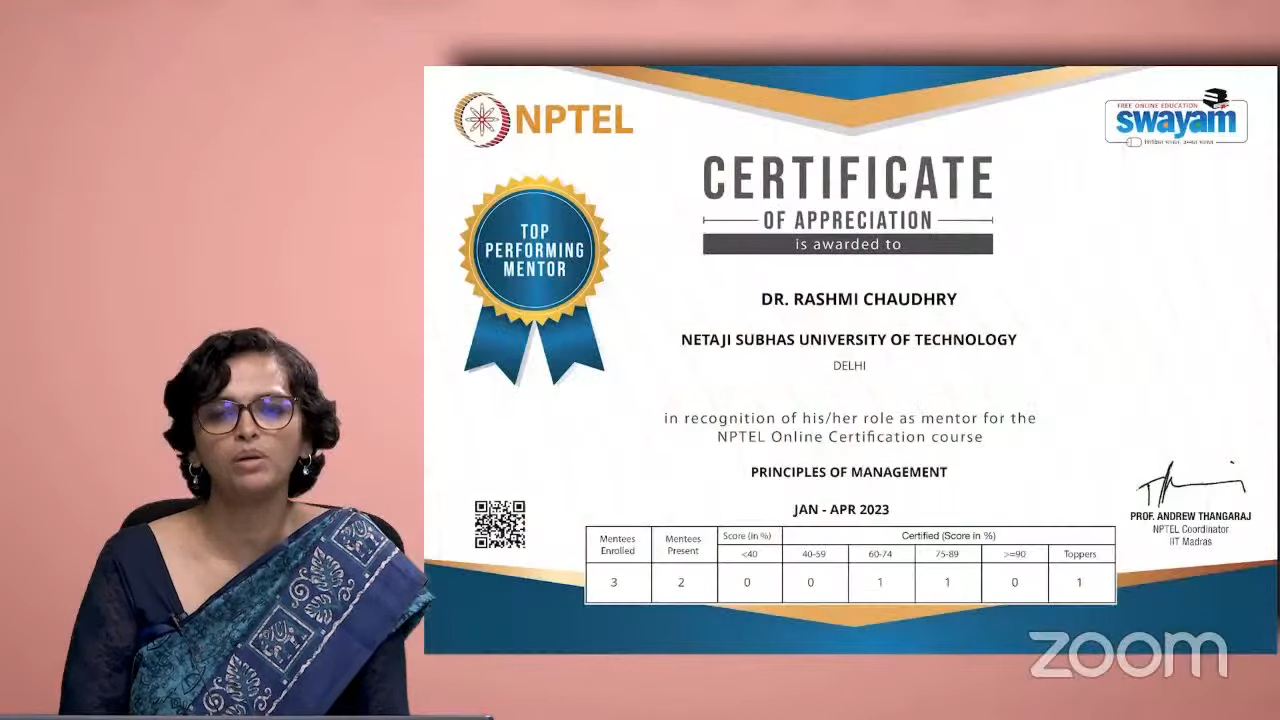 NPTEL
FREE ONLINE EDUCATION
swayam
TOP
PERFORMING
MENTOR
CERTIFICATE
OF APPRECIATION
is awarded to
DR. RASHMI CHAUDHRY
NETAJI SUBHAS UNIVERSITY OF TECHNOLOGY
DELHI
in recognition of his/her role as mentor for the
NPTEL Online Certification course
PRINCIPLES OF MANAGEMENT
JAN - APR 2023
PROF. ANDREW THANGARAJ
NPTEL Coordinator
IIT Madras
Mentees Enrolled Mentees Present Score (in %) Certified (Score in %)
<40 40-59 60-74 75-89 >=90 Toppers
3 2 0 0 1 1 0 1
zoom